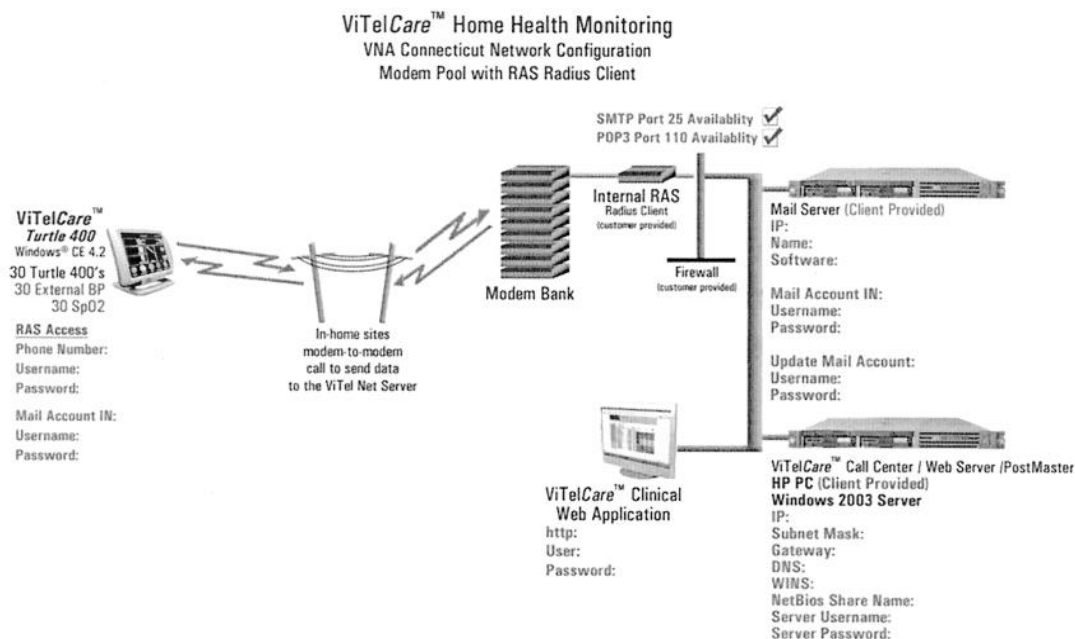 ViTelCare™ Home Health Monitoring
VNA Connecticut Network Configuration
Modem Pool with RAS Radius Client
SMTP Port 25 Availablity
POP3 Port 110 Availablity
ViTelCare™
Turtle 400
Windows® CE 4.2
30 Turtle 400's
30 External BP
30 SpO2
RAS Access
Phone Number:
Username:
Password:
Mail Account IN:
Username:
Password:
In-home sites
modem-to-modem
call to send data
to the ViTel Net Server
Modem Bank
Internal RAS
Radius Client
(customer provided)
Firewall
(customer provided)
Mail Server (Client Provided)
IP:
Name:
Software:
Mail Account IN:
Username:
Password:
Update Mail Account:
Username:
Password:
ViTelCare™ Clinical
Web Application
http:
User:
Password:
ViTelCare™ Call Center / Web Server /PostMaster
HP PC (Client Provided)
Windows 2003 Server
IP:
Subnet Mask:
Gateway:
DNS:
WINS:
NetBios Share Name:
Server Username:
Server Password: